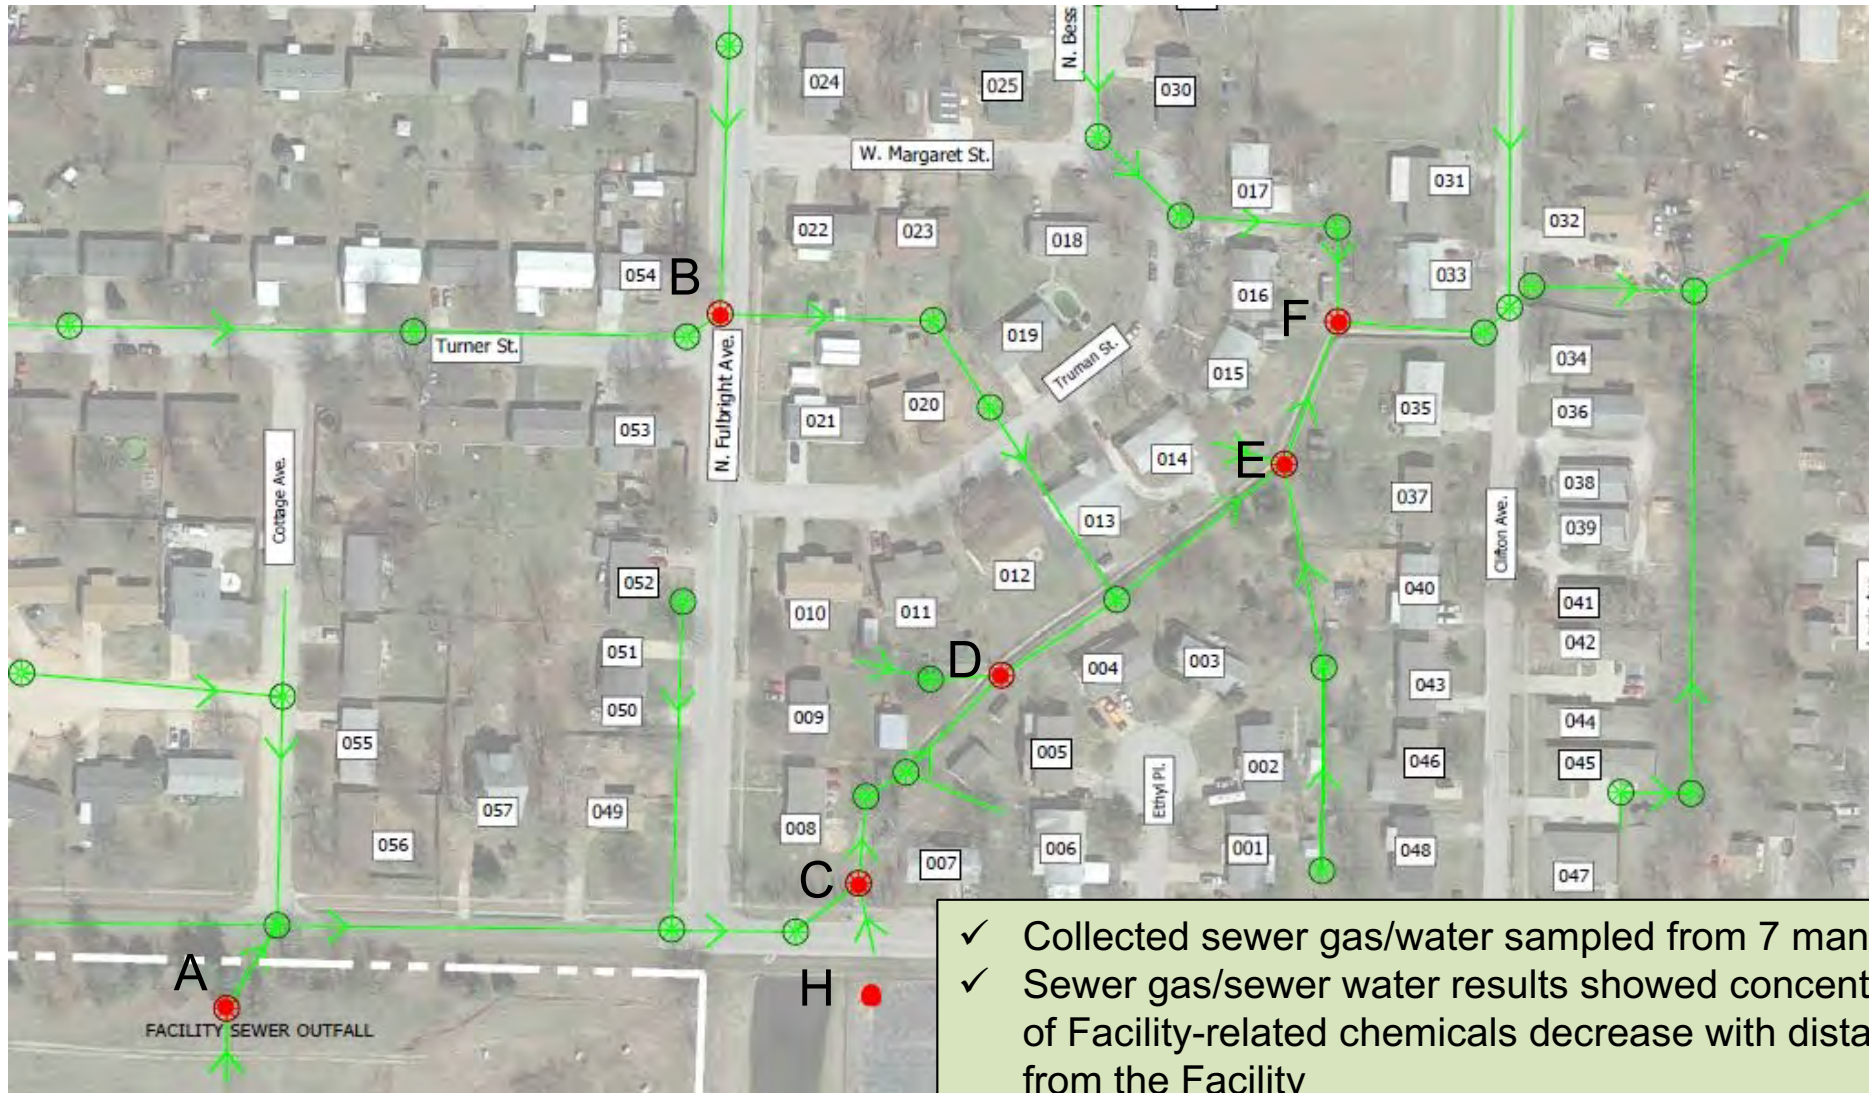 024
025
N. Bess
030
W. Margaret St.
017
031
022
023
018
032
B
054
016
033
F
019
Turner St.
Truman St.
015
034
N. Fulbright Ave.
021
020
035
036
053
014
E
Cottage Ave.
037
038
013
Clifton Ave.
039
052
012
010
011
040
041
051
D
004
003
042
050
009
043
044
055
005
002
046
045
057
049
Ethyl Pl.
008
056
007
006
001
048
C
047
A
H
FACILITY SEWER OUTFALL
✓ Collected sewer gas/water sampled from 7 man
✓ Sewer gas/sewer water results showed concent
of Facility-related chemicals decrease with dista
from the Facility